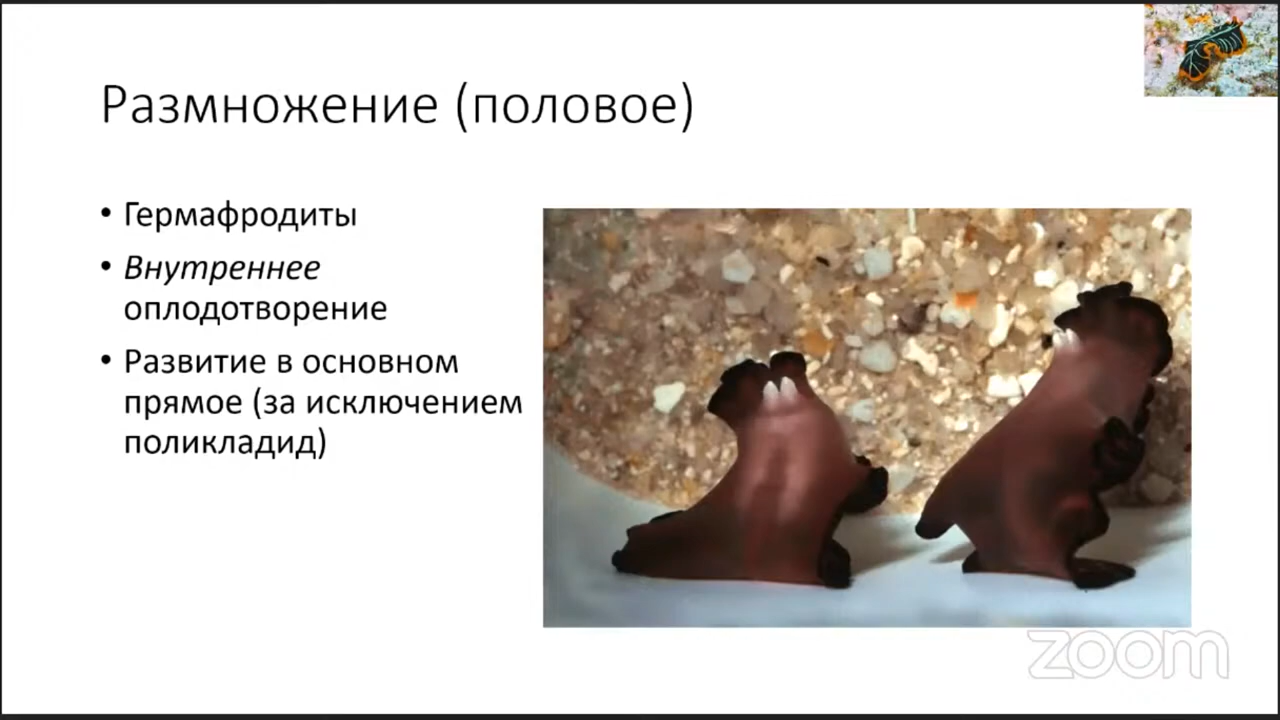 Размножение (половое)
• Гермафродиты
• Внутреннее
оплодотворение
• Развитие в основном
прямое (за исключением
поликладид)
zoom